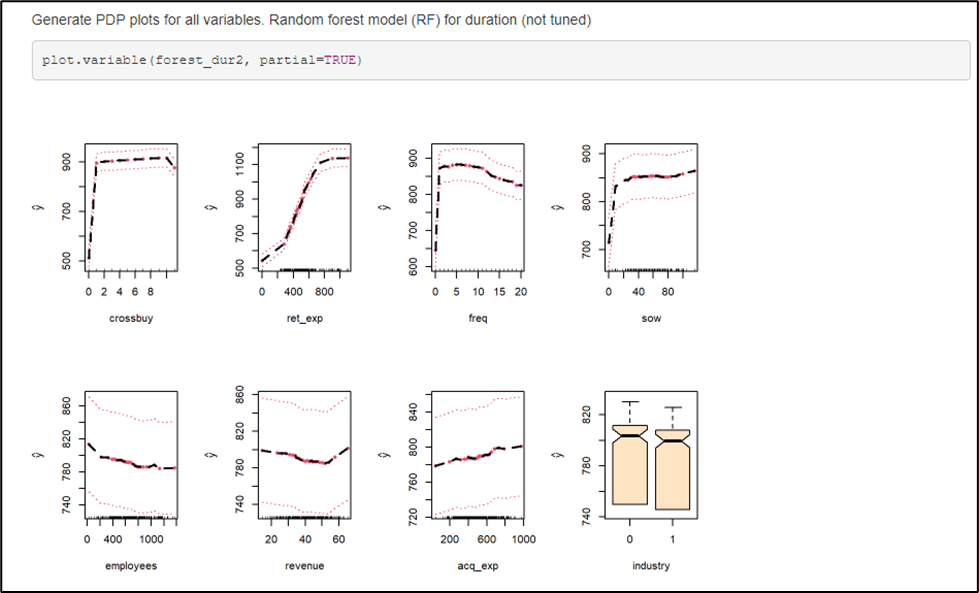 Generate PDP plots for all variables. Random forest model (RF) for duration (not tuned)
plot.variable(forest_dur2, partial=TRUE)
ŷ
500 700 900
0 2 4 6 8
crossbuy
ŷ
500 700 900 1100
0 400 800
ret_exp
ŷ
600 700 800 900
0 5 10 15 20
freq
ŷ
700 800 900
0 40 80
sow
ŷ
740 780 820 860
0 400 1000
employees
ŷ
740 780 820 860
20 40 60
revenue
ŷ
720 760 800 840
200 600 1000
acq_exp
ŷ
740 780 820
0 1
industry